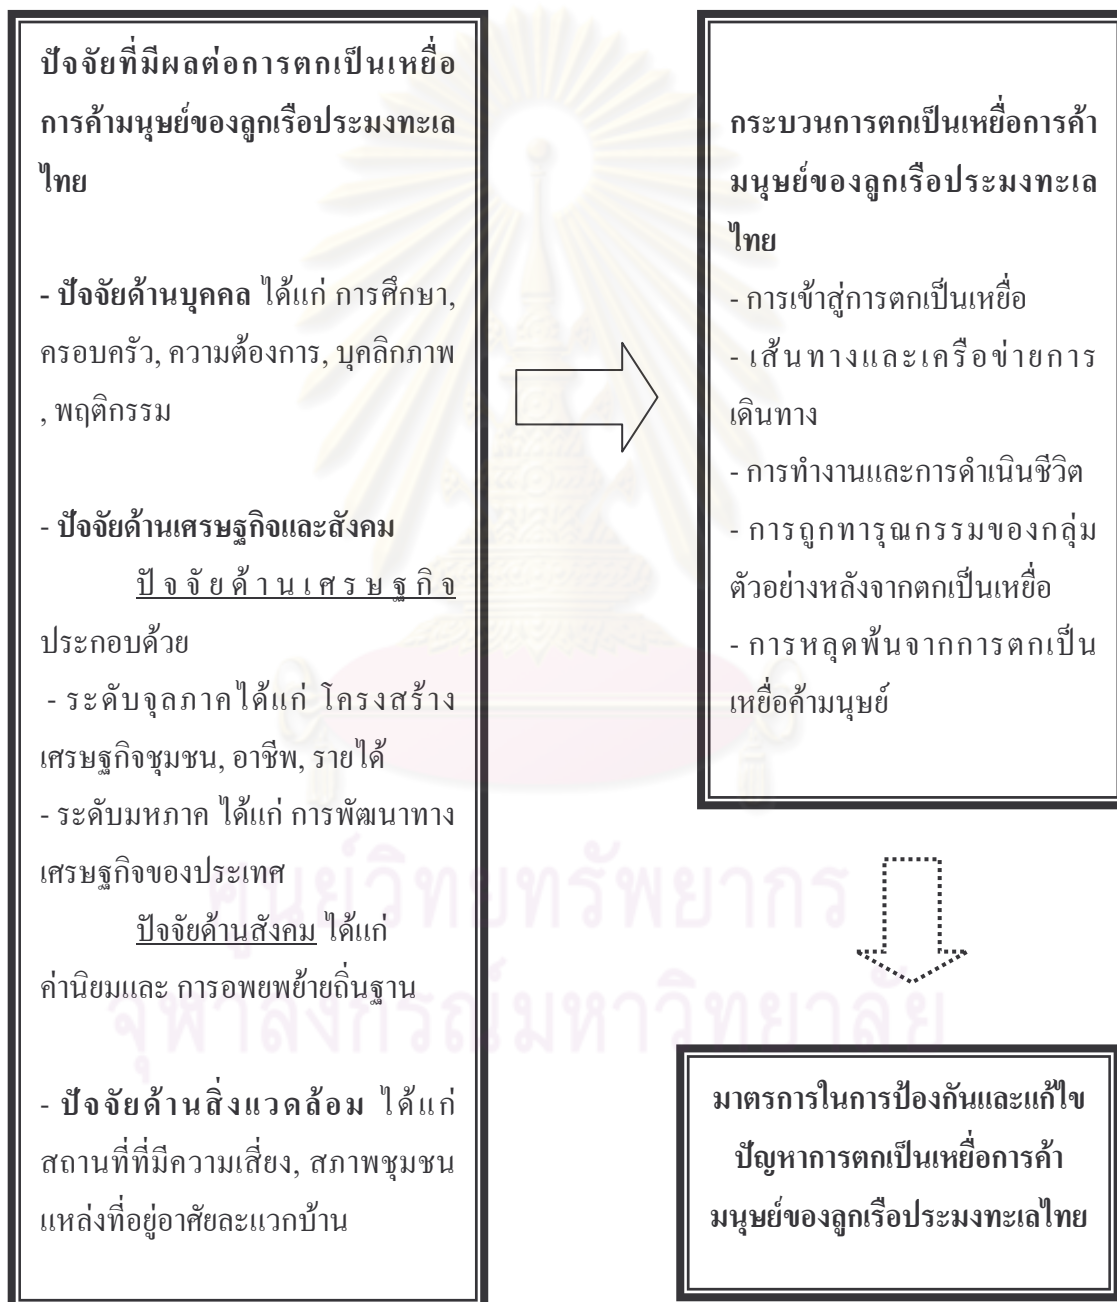 ปัจจัยที่มีผลต่อการตกเป็นเหยื่อ
การค้ามนุษย์ของลูกเรือประมงทะเล
ไทย
- ปัจจัยด้านบุคคล ได้แก่ การศึกษา,
ครอบครัว, ความต้องการ, บุคลิกภาพ
, พฤติกรรม
- ปัจจัยด้านเศรษฐกิจและสังคม
ปัจจัยด้านเศรษฐกิจ
ประกอบด้วย
- ระดับจุลภาคได้แก่ โครงสร้าง
เศรษฐกิจชุมชน, อาชีพ, รายได้
- ระดับมหภาค ได้แก่ การพัฒนาทาง
เศรษฐกิจของประเทศ
ปัจจัยด้านสังคม ได้แก่
ค่านิยมและ การอพยพย้ายถิ่นฐาน
- ปัจจัยด้านสิ่งแวดล้อม ได้แก่
สถานที่ที่มีความเสี่ยง, สภาพชุมชน
แหล่งที่อยู่อาศัยละแวกบ้าน
กระบวนการตกเป็นเหยื่อการค้า
มนุษย์ของลูกเรือประมงทะเล
ไทย
- การเข้าสู่การตกเป็นเหยื่อ
- เส้นทางและเครือข่ายการ
เดินทาง
- การทำงานและการดำเนินชีวิต
- การถูกทารุณกรรมของกลุ่ม
ตัวอย่างหลังจากตกเป็นเหยื่อ
- การหลุดพ้นจากการตกเป็น
เหยื่อค้ามนุษย์
มาตรการในการป้องกันและแก้ไข
ปัญหาการตกเป็นเหยื่อการค้า
มนุษย์ของลูกเรือประมงทะเลไทย
ศูนย์วิทยทรัพยากร
จุฬาลงกรณ์มหาวิทยาลัย